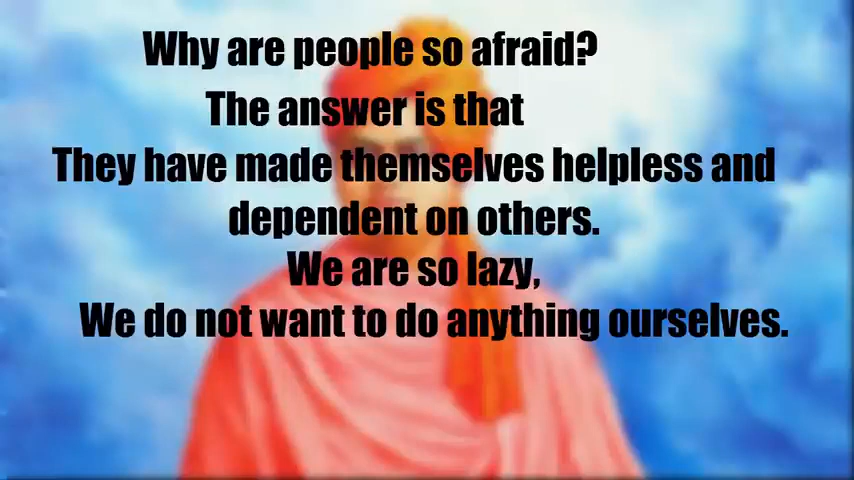 Why are people so afraid?
The answer is that
They have made themselves helpless and
dependent on others.
We are so lazy,
We do not want to do anything ourselves.